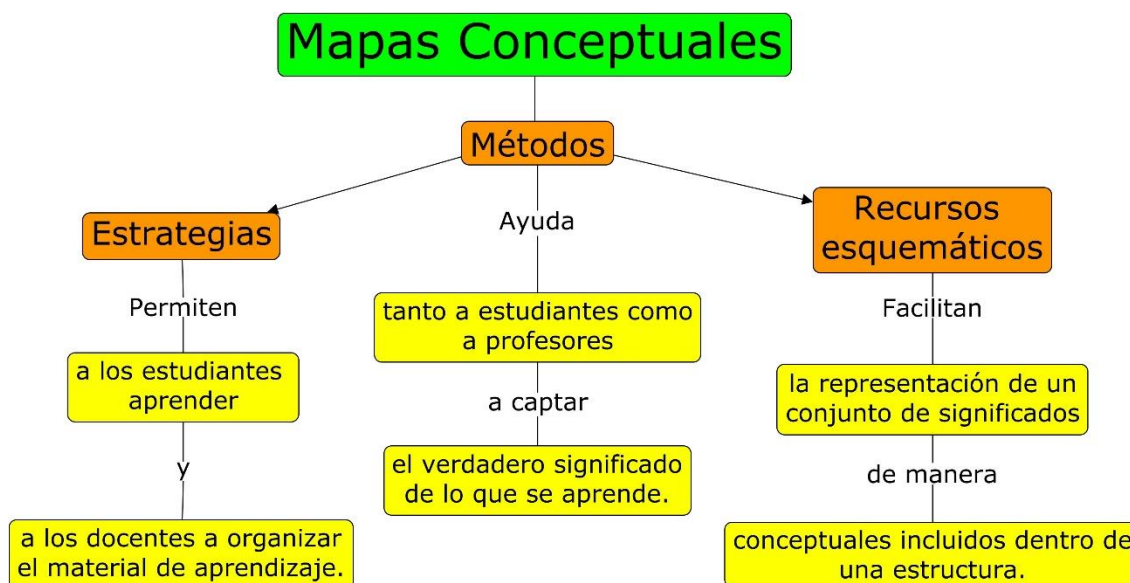 Mapas Conceptuales
Métodos
Estrategias
Permiten
a los estudiantes
aprender
y
a los docentes a organizar
el material de aprendizaje.
Ayuda
tanto a estudiantes como
a profesores
a captar
el verdadero significado
de lo que se aprende.
Recursos
esquemáticos
Facilitan
la representación de un
conjunto de significados
de manera
conceptuales incluidos dentro de
una estructura.